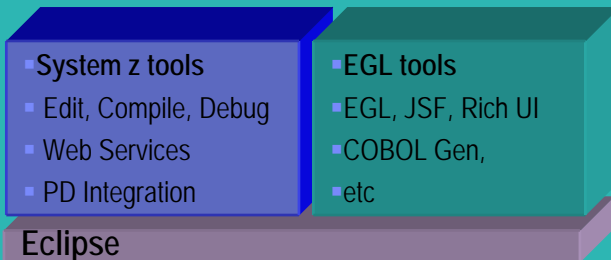 ▪System z tools
▪ Edit, Compile, Debug
▪ Web Services
▪ PD Integration
▪EGL tools
▪EGL, JSF, Rich UI
▪COBOL Gen,
▪etc
Eclipse